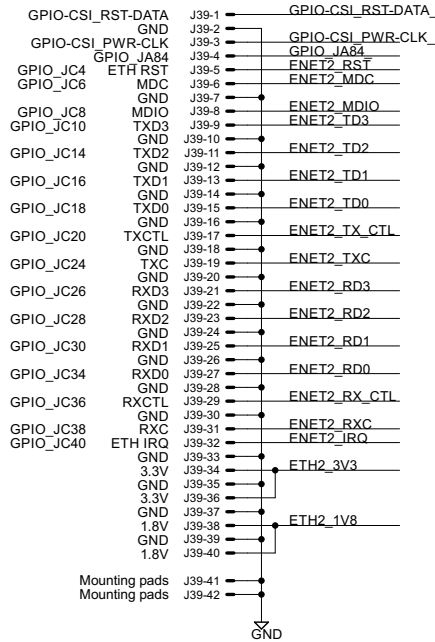 GPIO-CSI_RST-DATA J39-1 GPIO-CSI_RST-DATA_
GND J39-2
GPIO-CSI_PWR-CLK J39-3 GPIO-CSI_PWR-CLK_
GPIO_JA84 J39-4 GPIO_JA84
GPIO_JC4 ETH RST J39-5 ENET2_RST
GPIO_JC6 MDC J39-6 ENET2_MDC
GND J39-7
GPIO_JC8 MDIO J39-8 ENET2_MDIO
GPIO_JC10 TXD3 J39-9 ENET2_TD3
GND J39-10
GPIO_JC14 TXD2 J39-11 ENET2_TD2
GND J39-12
GPIO_JC16 TXD1 J39-13 ENET2_TD1
GND J39-14
GPIO_JC18 TXD0 J39-15 ENET2_TD0
GND J39-16
GPIO_JC20 TXCTL J39-17 ENET2_TX_CTL
GND J39-18
GPIO_JC24 TXC J39-19 ENET2_TXC
GND J39-20
GPIO_JC26 RXD3 J39-21 ENET2_RD3
GND J39-22
GPIO_JC28 RXD2 J39-23 ENET2_RD2
GND J39-24
GPIO_JC30 RXD1 J39-25 ENET2_RD1
GND J39-26
GPIO_JC34 RXD0 J39-27 ENET2_RD0
GND J39-28
GPIO_JC36 RXCTL J39-29 ENET2_RX_CTL
GND J39-30
GPIO_JC38 RXC J39-31 ENET2_RXC
GPIO_JC40 ETH IRQ J39-32 ENET2_IRQ
GND J39-33
3.3V J39-34 ETH2_3V3
GND J39-35
3.3V J39-36
GND J39-37
1.8V J39-38 ETH2_1V8
GND J39-39
1.8V J39-40
Mounting pads J39-41
Mounting pads J39-42
GND